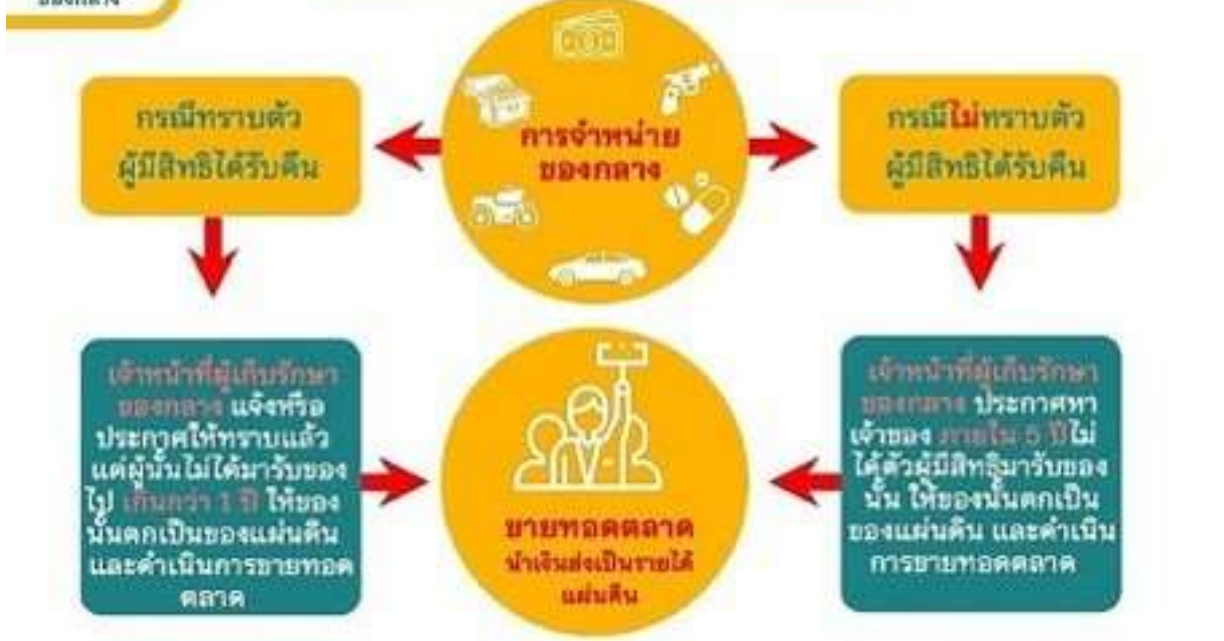 ของกลาง
การจำหน่าย
ของกลาง
กรณีทราบตัว
ผู้มีสิทธิได้รับคืน
กรณีไม่ทราบตัว
ผู้มีสิทธิได้รับคืน
เจ้าหน้าที่ผู้เก็บรักษา
ของกลาง แจ้งหรือ
ประกาศให้ทราบแล้ว
แต่ผู้นั้นไม่ได้มารับของ
ไป เกินกว่า 1 ปี ให้ของ
นั้นตกเป็นของแผ่นดิน
และดำเนินการขายทอด
ตลาด
เจ้าหน้าที่ผู้เก็บรักษา
ของกลาง ประกาศหา
เจ้าของ ภายใน 5 ปีไม่
ได้ตัวผู้มีสิทธิมารับของ
นั้น ให้ของนั้นตกเป็น
ของแผ่นดิน และดำเนิน
การขายทอดตลาด
ขายทอดตลาด
นำเงินส่งเป็นรายได้
แผ่นดิน